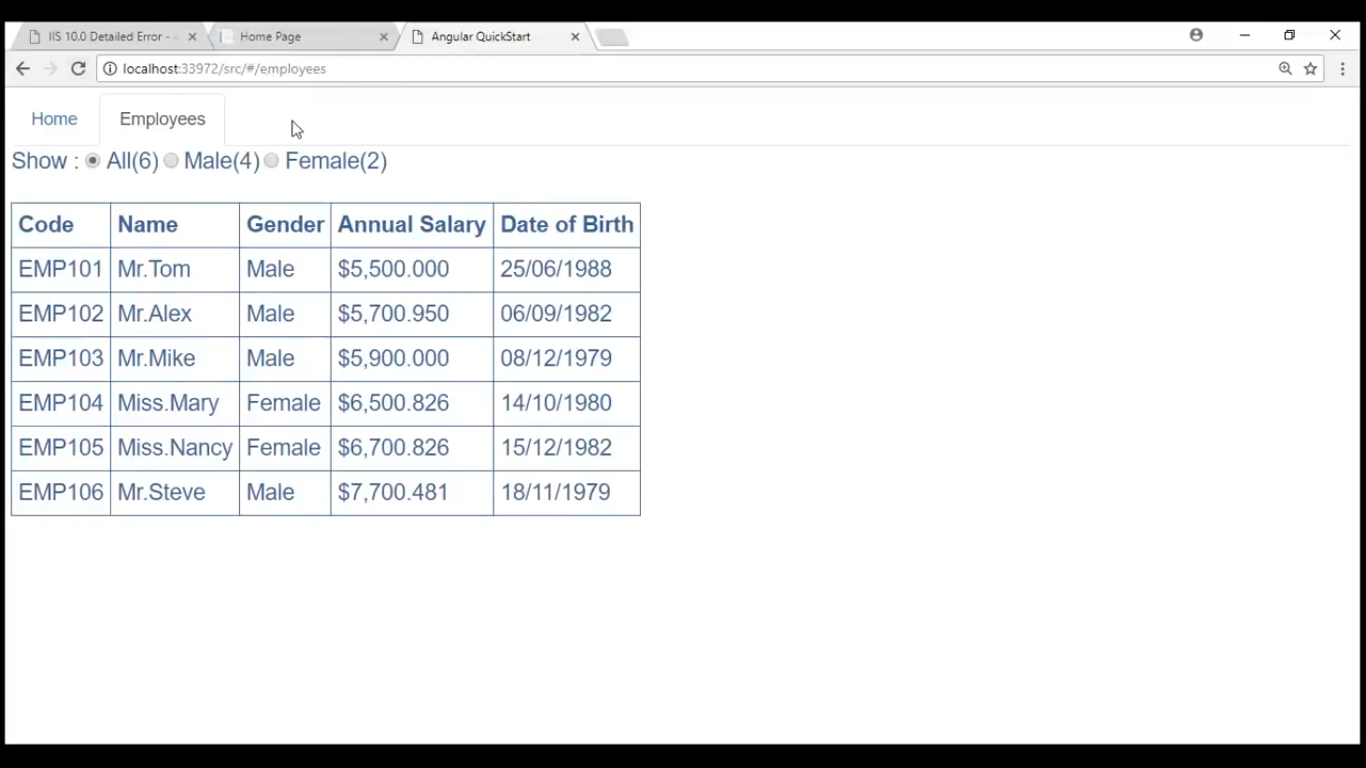 IIS 10.0 Detailed Error - Home Page Angular QuickStart
localhost:33972/src/#/employees
Home Employees
Show : All(6) Male(4) Female(2)
Code Name Gender Annual Salary Date of Birth
EMP101 Mr.Tom Male $5,500.000 25/06/1988
EMP102 Mr.Alex Male $5,700.950 06/09/1982
EMP103 Mr.Mike Male $5,900.000 08/12/1979
EMP104 Miss.Mary Female $6,500.826 14/10/1980
EMP105 Miss.Nancy Female $6,700.826 15/12/1982
EMP106 Mr.Steve Male $7,700.481 18/11/1979